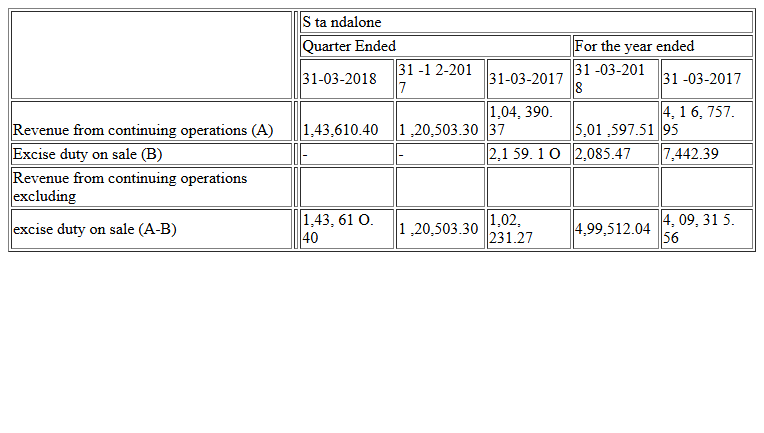 S ta ndalone
Quarter Ended For the year ended
31-03-2018 31 -1 2-201 7 31-03-2017 31 -03-201 8 31 -03-2017
Revenue from continuing operations (A) 1,43,610.40 1 ,20,503.30 1,04, 390. 37 5,01 ,597.51 4, 1 6, 757. 95
Excise duty on sale (B) - - 2,1 59. 1 O 2,085.47 7,442.39
Revenue from continuing operations
excluding
excise duty on sale (A-B) 1,43, 61 O. 40 1 ,20,503.30 1,02, 231.27 4,99,512.04 4, 09, 31 5. 56